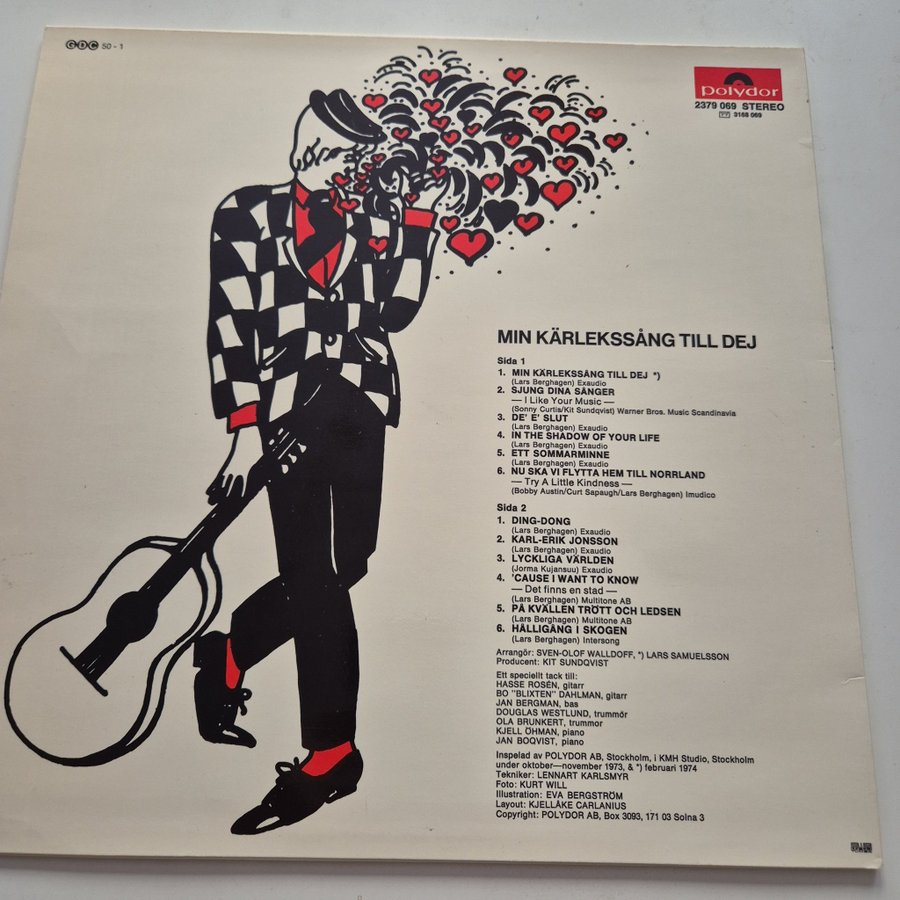 GDC 50-1
polydor
2379 069 STEREO
3168 069
MIN KÄRLEKSSÅNG TILL DEJ
Sida 1
1. MIN KÄRLEKSSÅNG TILL DEJ *)
(Lars Berghagen) Exaudio
2. SJUNG DINA SÅNGER
— I Like Your Music —
(Sonny Curtis/Kit Sundqvist) Warner Bros. Music Scandinavia
3. DE' E' SLUT
(Lars Berghagen) Exaudio
4. IN THE SHADOW OF YOUR LIFE
(Lars Berghagen) Exaudio
5. ETT SOMMARMINNE
(Lars Berghagen) Exaudio
6. NU SKA VI FLYTTA HEM TILL NORRLAND
— Try A Little Kindness —
(Bobby Austin/Curt Sapaugh/Lars Berghagen) Imudico
Sida 2
1. DING-DONG
(Lars Berghagen) Exaudio
2. KARL-ERIK JONSSON
(Lars Berghagen) Exaudio
3. LYCKLIGA VÄRLDEN
(Jorma Kujansuu) Exaudio
4. 'CAUSE I WANT TO KNOW
— Det finns en stad —
(Lars Berghagen) Multitone AB
5. PÅ KVÄLLEN TRÖTT OCH LEDSEN
(Lars Berghagen) Multitone AB
6. HÅLLIGÅNG I SKOGEN
(Lars Berghagen) Intersong
Arrangör: SVEN-OLOF WALLDOFF, *) LARS SAMUELSSON
Producent: KIT SUNDQVIST
Ett speciellt tack till:
HASSE ROSÉN, gitarr
BO "BLIXTEN" DAHLMAN, gitarr
JAN BERGMAN, bas
DOUGLAS WESTLUND, trummör
OLA BRUNKERT, trummor
KJELL ÖHMAN, piano
JAN BOQVIST, piano
Inspelad av POLYDOR AB, Stockholm, i KMH Studio, Stockholm
under oktober—november 1973, & *) februari 1974
Tekniker: LENNART KARLSMYR
Foto: KURT WILL
Illustration: EVA BERGSTRÖM
Layout: KJELLÅKE CARLANIUS
Copyright: POLYDOR AB, Box 3093, 171 03 Solna 3